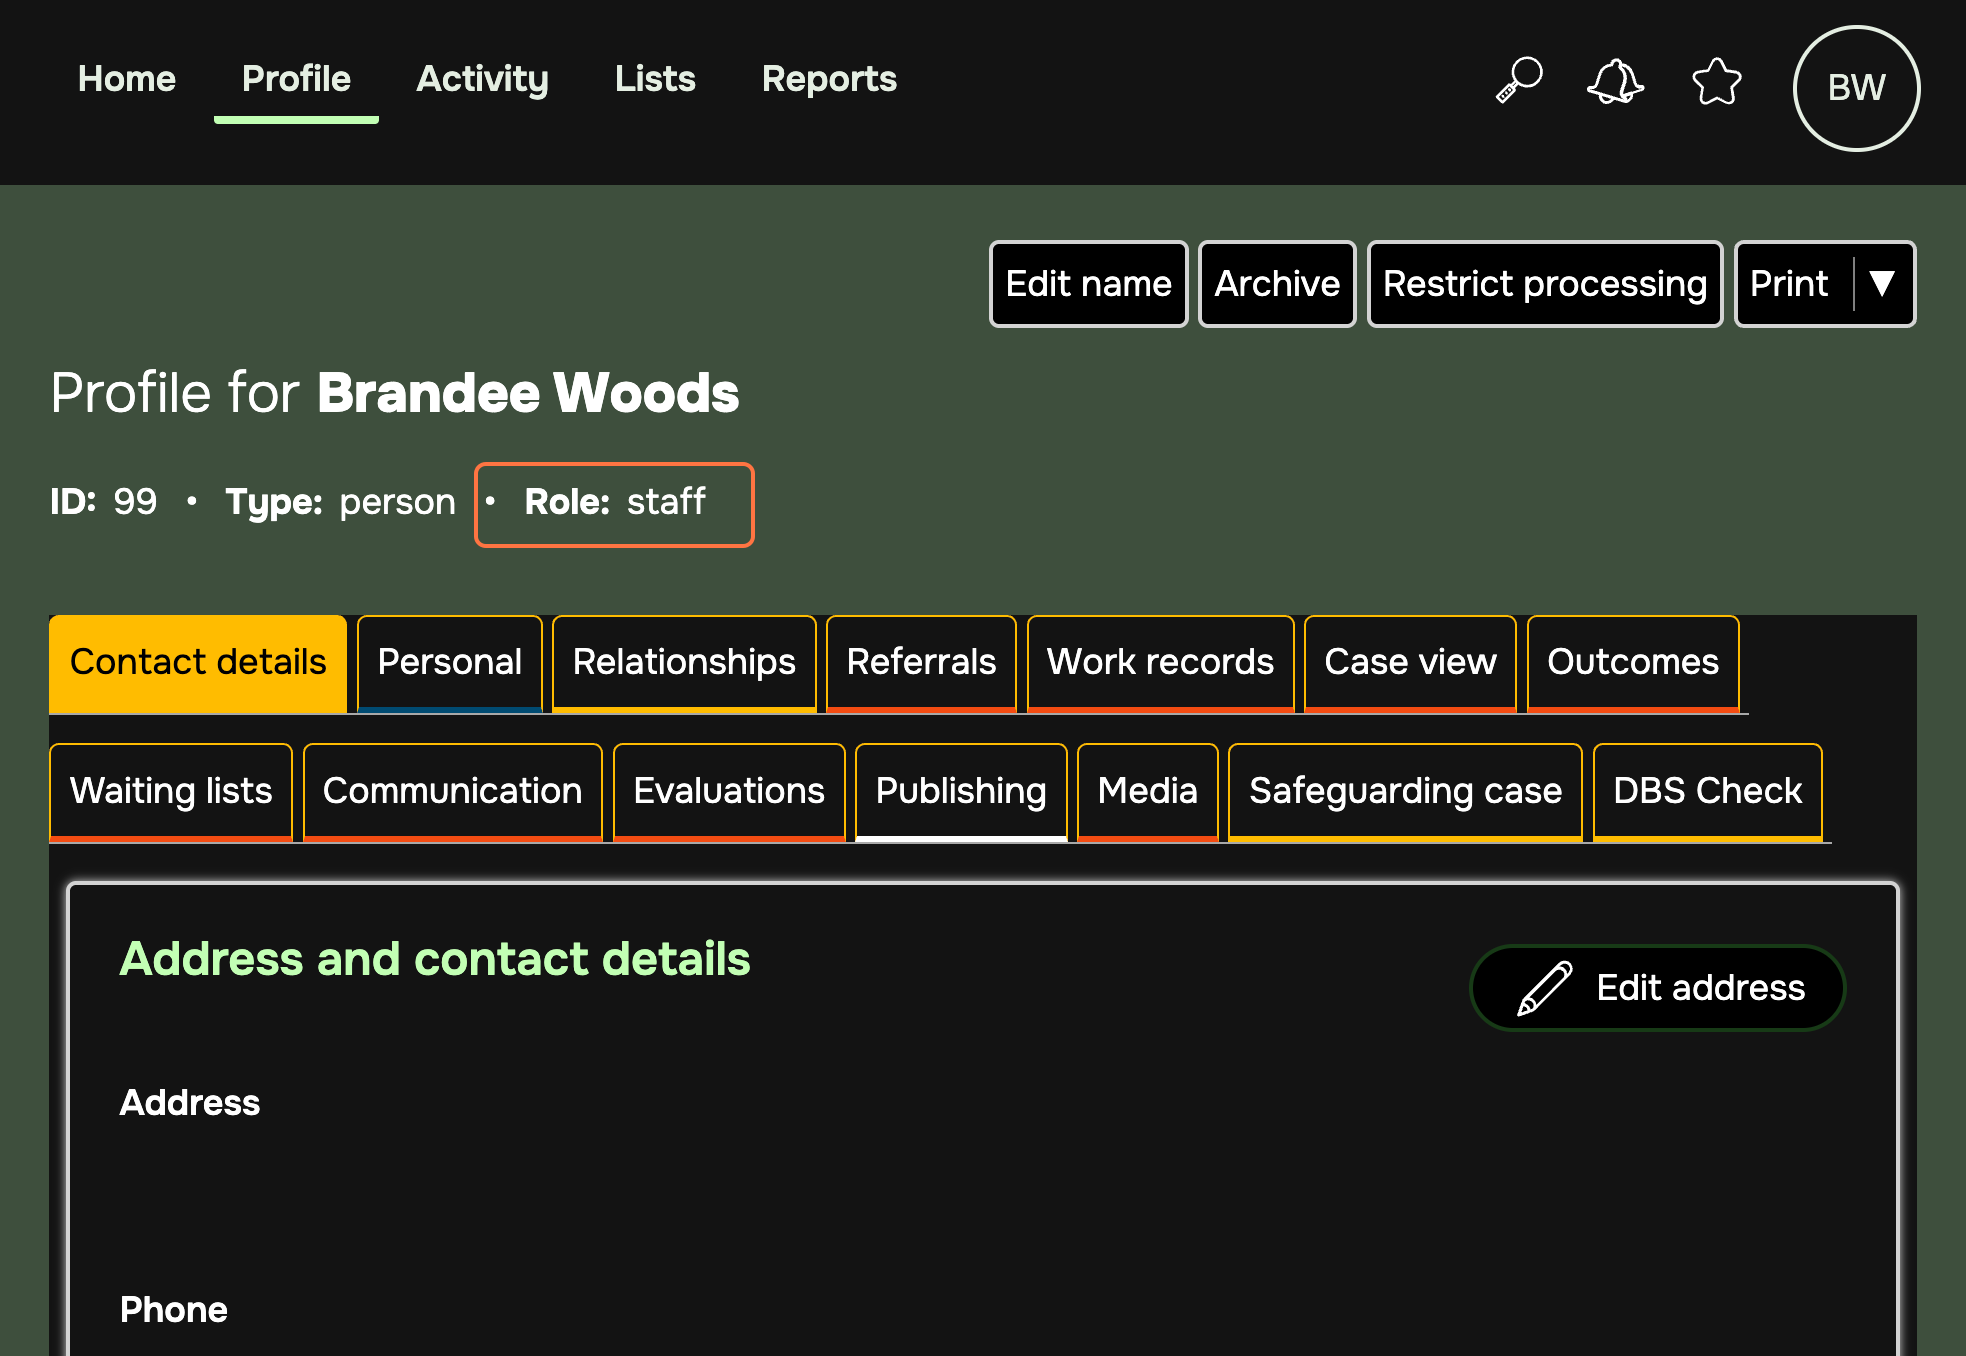 Home Profile Activity Lists Reports BW
Edit name Archive Restrict processing Print
Profile for Brandee Woods
ID: 99 • Type: person • Role: staff
Contact details Personal Relationships Referrals Work records Case view Outcomes
Waiting lists Communication Evaluations Publishing Media Safeguarding case DBS Check
Address and contact details
Edit address
Address
Phone